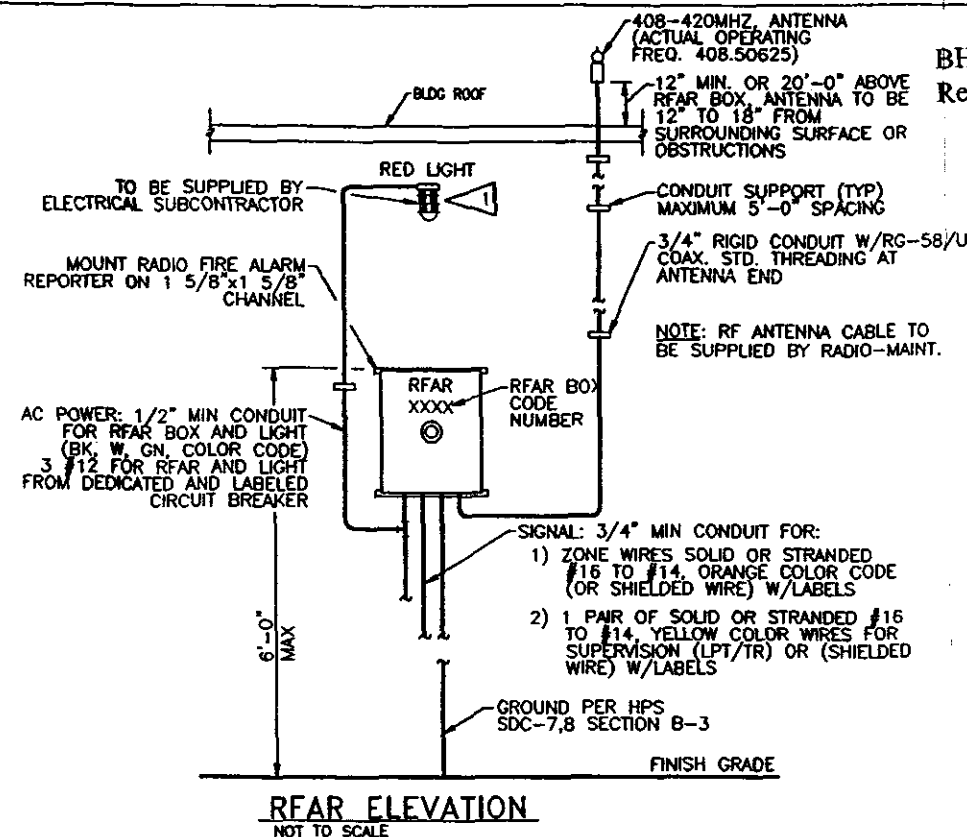 408-420MHZ, ANTENNA
(ACTUAL OPERATING
FREQ. 408.50625)
BH
Re
12" MIN. OR 20'-0" ABOVE
RFAR BOX, ANTENNA TO BE
12" TO 18" FROM
SURROUNDING SURFACE OR
OBSTRUCTIONS
BLDG ROOF
RED LIGHT
1
TO BE SUPPLIED BY
ELECTRICAL SUBCONTRACTOR
CONDUIT SUPPORT (TYP)
MAXIMUM 5'-0" SPACING
3/4" RIGID CONDUIT W/RG-58/U
COAX. STD. THREADING AT
ANTENNA END
MOUNT RADIO FIRE ALARM
REPORTER ON 1 5/8"x1 5/8"
CHANNEL
NOTE: RF ANTENNA CABLE TO
BE SUPPLIED BY RADIO-MAINT.
RFAR
XXXX
RFAR BOX
CODE
NUMBER
AC POWER: 1/2" MIN CONDUIT
FOR RFAR BOX AND LIGHT
(BK, W, GN, COLOR CODE)
3 #12 FOR RFAR AND LIGHT
FROM DEDICATED AND LABELED
CIRCUIT BREAKER
SIGNAL: 3/4" MIN CONDUIT FOR:
1) ZONE WIRES SOLID OR STRANDED
#16 TO #14, ORANGE COLOR CODE
(OR SHIELDED WIRE) W/LABELS
2) 1 PAIR OF SOLID OR STRANDED #16
TO #14, YELLOW COLOR WIRES FOR
SUPERVISION (LPT/TR) OR (SHIELDED
WIRE) W/LABELS
6'-0"
MAX
GROUND PER HPS
SDC-7,8 SECTION B-3
FINISH GRADE
RFAR ELEVATION
NOT TO SCALE